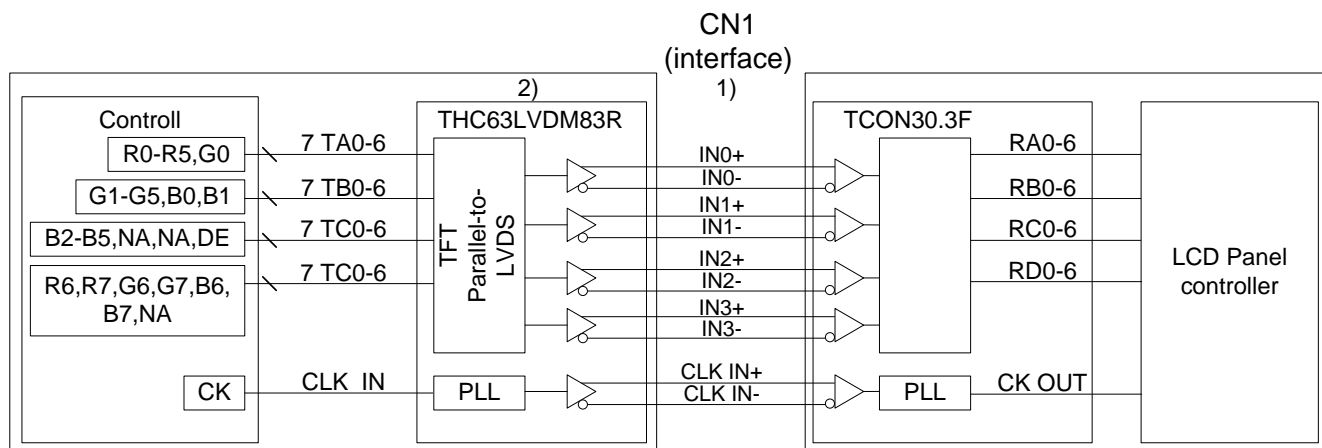 CN1
(interface)
1)
2)
Controll
THC63LVDM83R
TCON30.3F
R0-R5,G0
7 TA0-6
IN0+
IN0-
RA0-6
G1-G5,B0,B1
7 TB0-6
IN1+
IN1-
RB0-6
B2-B5,NA,NA,DE
7 TC0-6
IN2+
IN2-
RC0-6
R6,R7,G6,G7,B6,
B7,NA
7 TC0-6
IN3+
IN3-
RD0-6
TFT
Parallel-to-
LVDS
LCD Panel
controller
CK
CLK IN
PLL
CLK IN+
CLK IN-
PLL
CK OUT